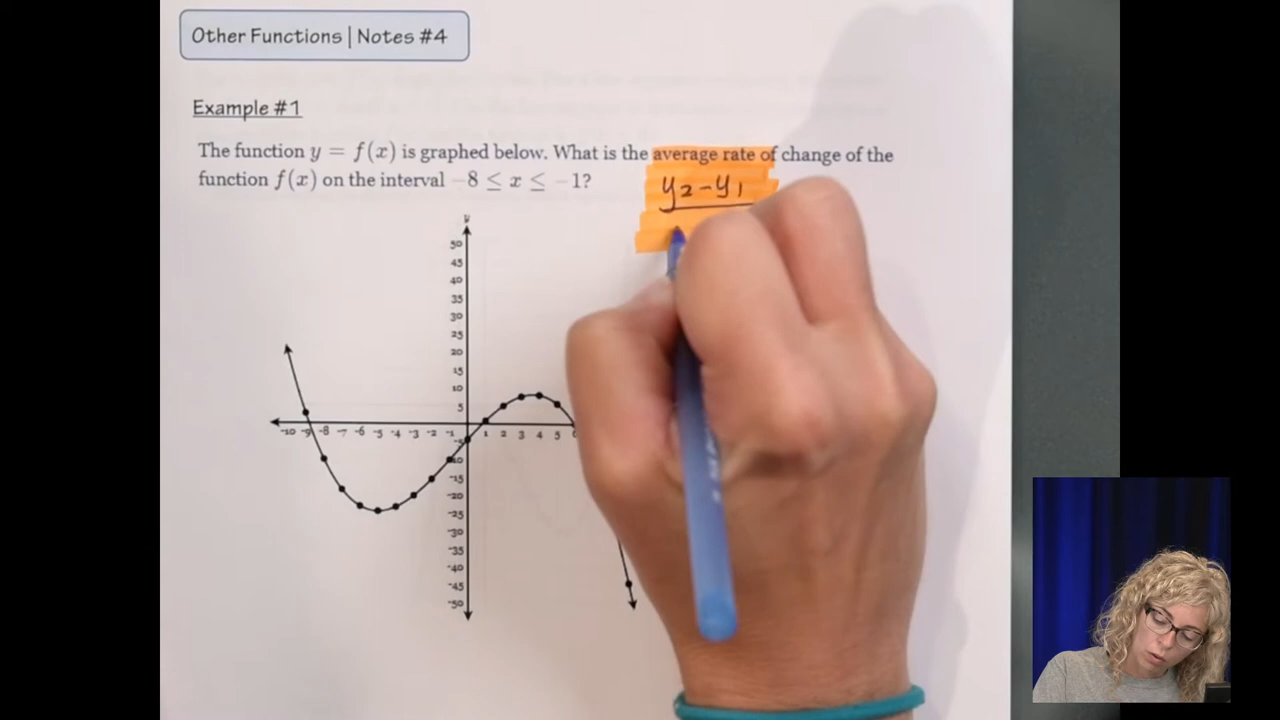 Other Functions | Notes #4
Example #1
The function y = f(x) is graphed below. What is the average rate of change of the
function f(x) on the interval −8 ≤ x ≤ −1?
y₂-y₁
y
50
45
40
35
30
25
20
15
10
5
-10 -9 -8 -7 -6 -5 -4 -3 -2 -1 1 2 3 4 5
-5
-10
-15
-20
-25
-30
-35
-40
-45
-50